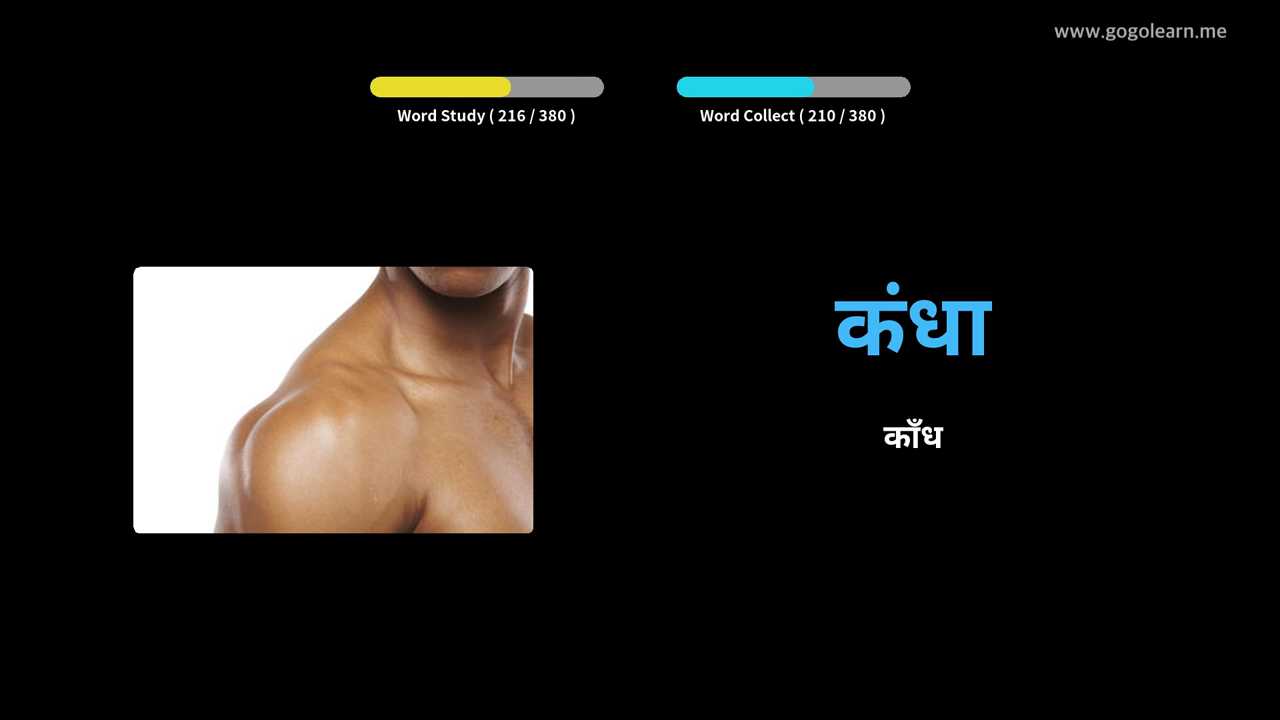 www.gogolearn.me
Word Study ( 216 / 380 )
Word Collect ( 210 / 380 )
कंधा
काँध